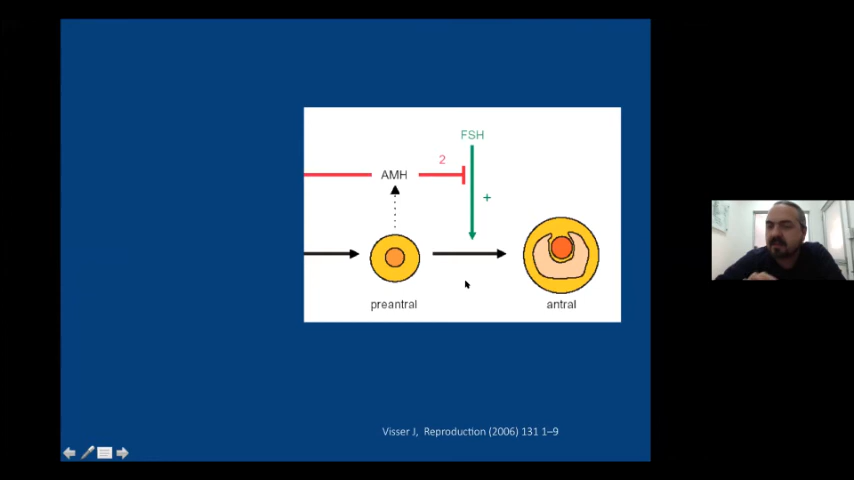 FSH
2
AMH
+
preantral
antral
Visser J, Reproduction (2006) 131 1–9